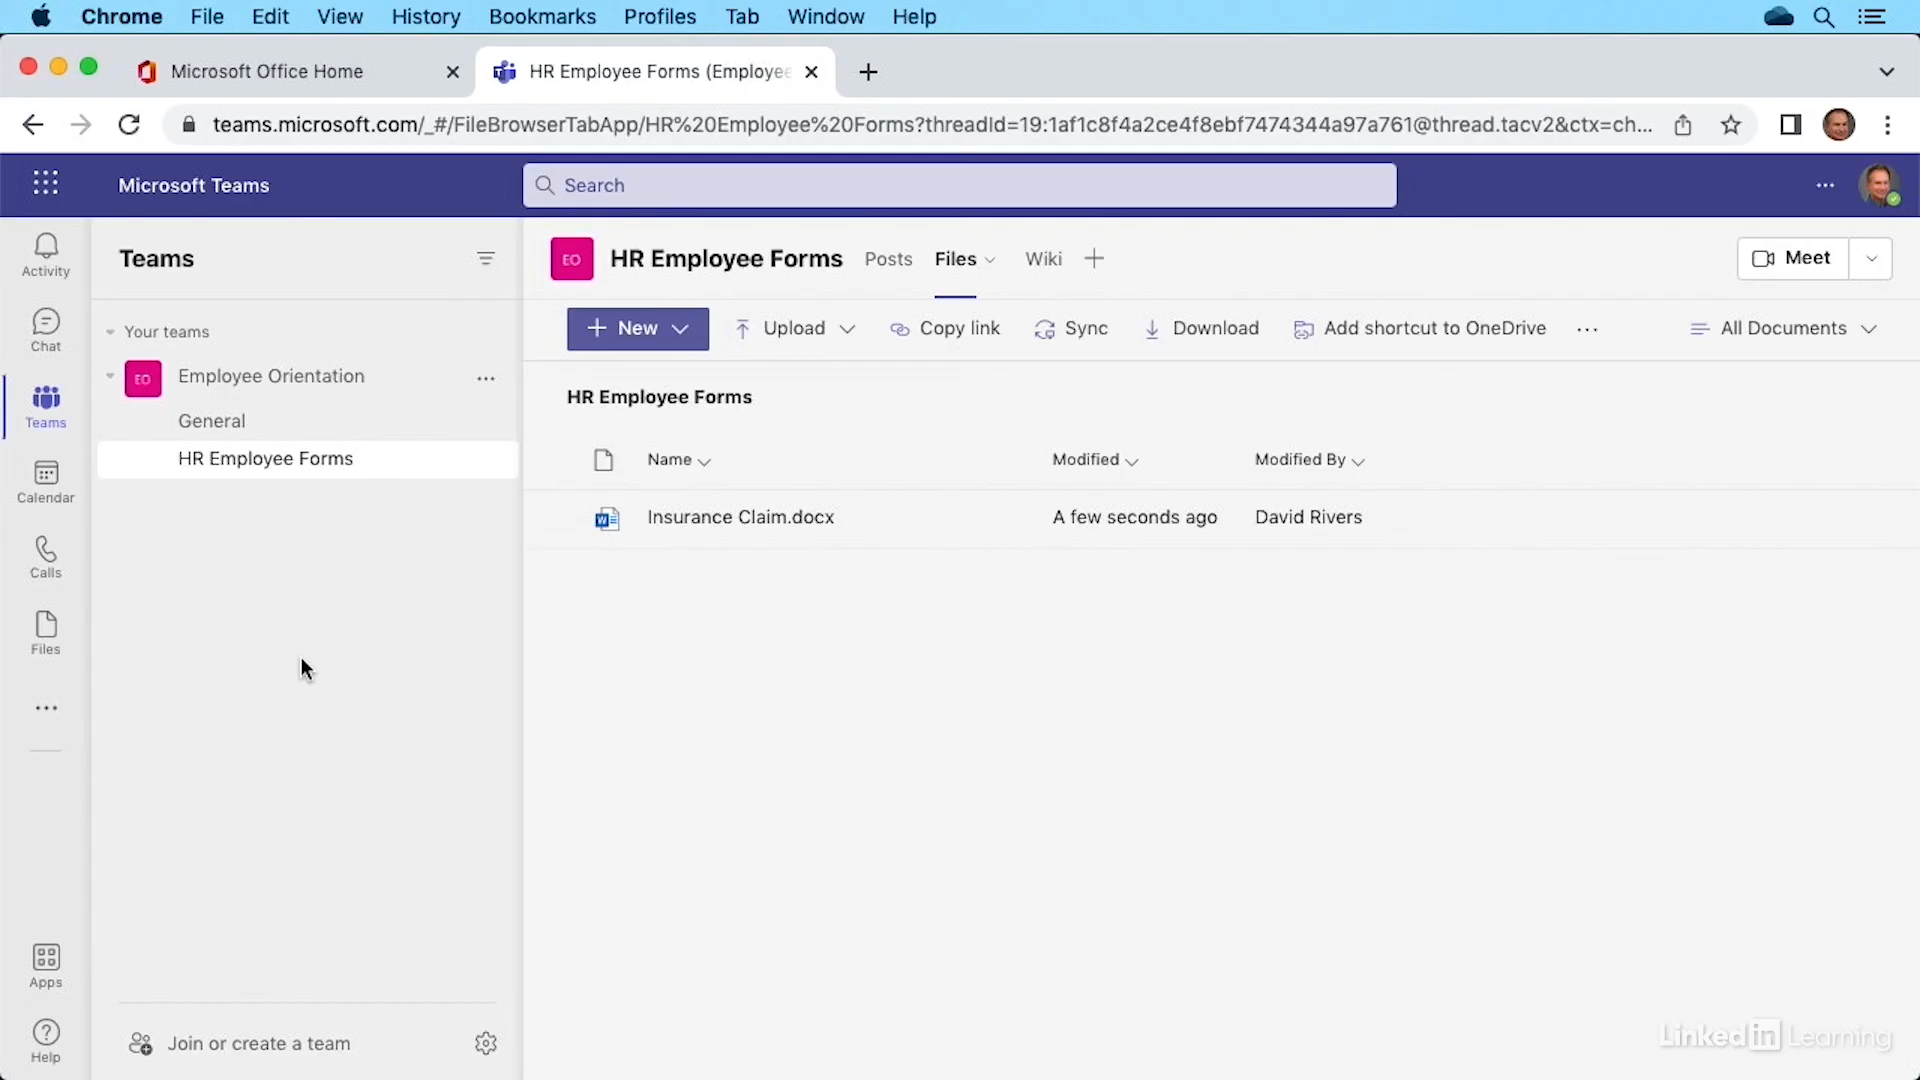 Chrome File Edit View History Bookmarks Profiles Tab Window Help
Microsoft Office Home
HR Employee Forms (Employee
teams.microsoft.com/_#/FileBrowserTabApp/HR%20Employee%20Forms?threadId=19:1af1c8f4a2ce4f8ebf7474344a97a761@thread.tacv2&ctx=ch...
Microsoft Teams
Search
Activity
Chat
Teams
Calendar
Calls
Files
Apps
Help
Teams
Your teams
EO Employee Orientation
General
HR Employee Forms
Join or create a team
EO HR Employee Forms Posts Files Wiki
Meet
New Upload Copy link Sync Download Add shortcut to OneDrive All Documents
HR Employee Forms
Name Modified Modified By
Insurance Claim.docx A few seconds ago David Rivers
LinkedIn Learning